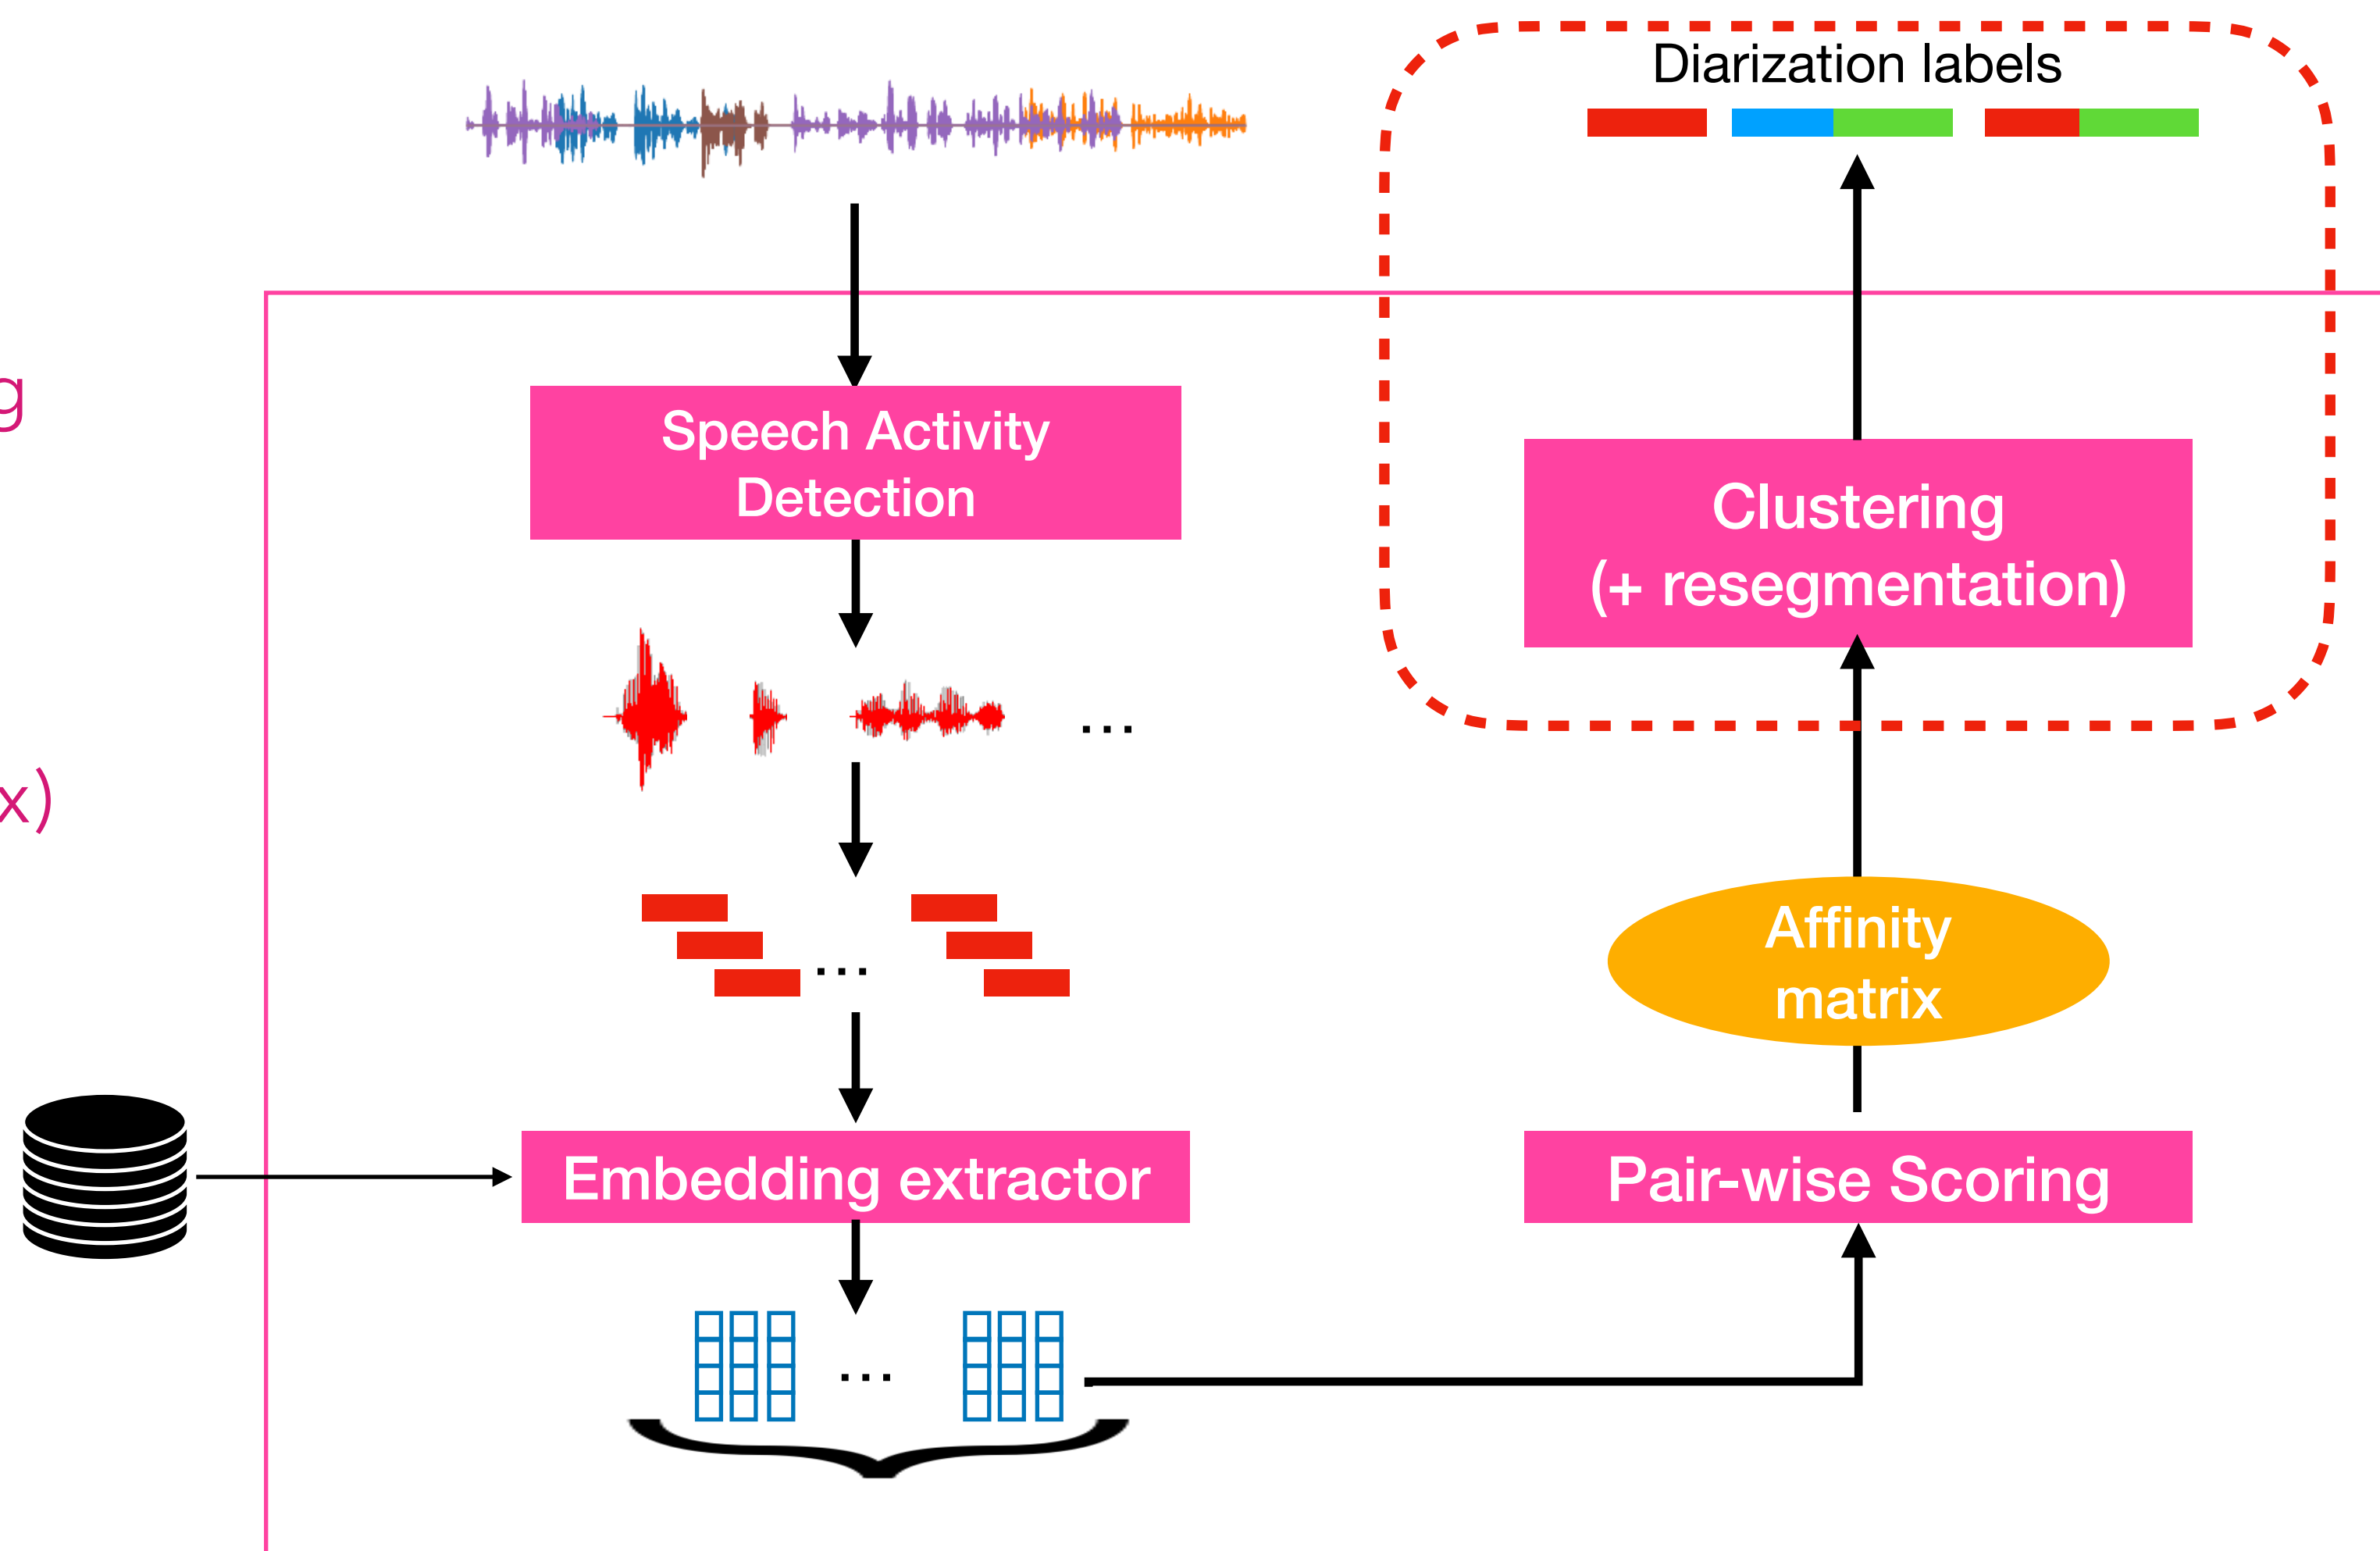 Diarization labels
g
Speech Activity
Detection
Clustering
(+ resegmentation)
...
x)
Affinity
matrix
...
Embedding extractor
Pair-wise Scoring
...